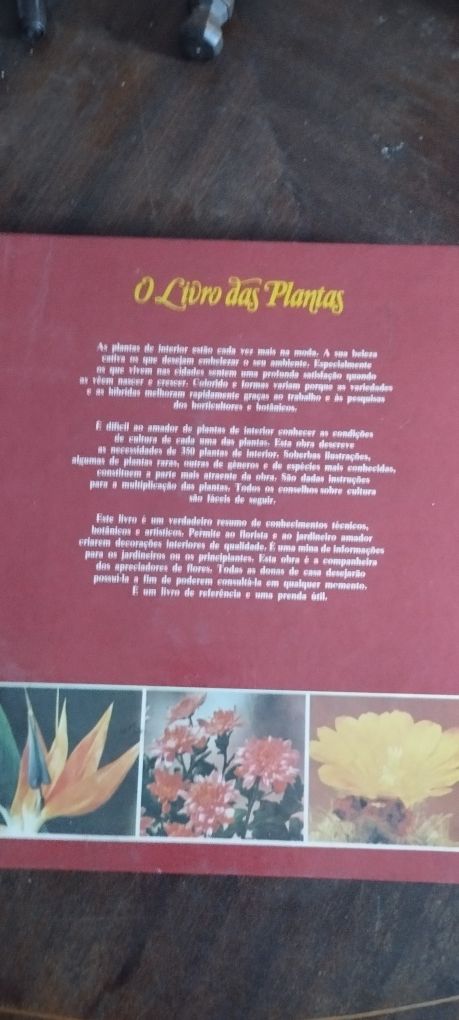 O Livro das Plantas
As plantas de interior estão cada vez mais na moda. A sua beleza
cativa os que desejam embelezar o seu ambiente. Especialmente
os que vivem nas cidades sentem uma profunda satisfação quando
as vêem nascer e crescer. Colorido e formas variam porque as variedades
e as híbridas melhoram rapidamente graças ao trabalho e às pesquisas
dos horticultores e botânicos.
É difícil ao amador de plantas de interior conhecer as condições
de cultura de cada uma das plantas. Esta obra descreve
as necessidades de 350 plantas de interior. Soberbas ilustrações,
algumas de plantas raras, outras de géneros e de espécies mais conhecidas,
constituem a parte mais atraente da obra. São dadas instruções
para a multiplicação das plantas. Todos os conselhos sobre cultura
são fáceis de seguir.
Este livro é um verdadeiro resumo de conhecimentos técnicos,
botânicos e artísticos. Permite ao florista e ao jardineiro amador
criarem decorações interiores de qualidade. É uma mina de informações
para os jardineiros ou os principiantes. Esta obra é a companheira
dos apreciadores de flores. Todas as donas de casa desejarão
possuí-la a fim de poderem consultá-la em qualquer momento.
É um livro de referência e uma prenda útil.